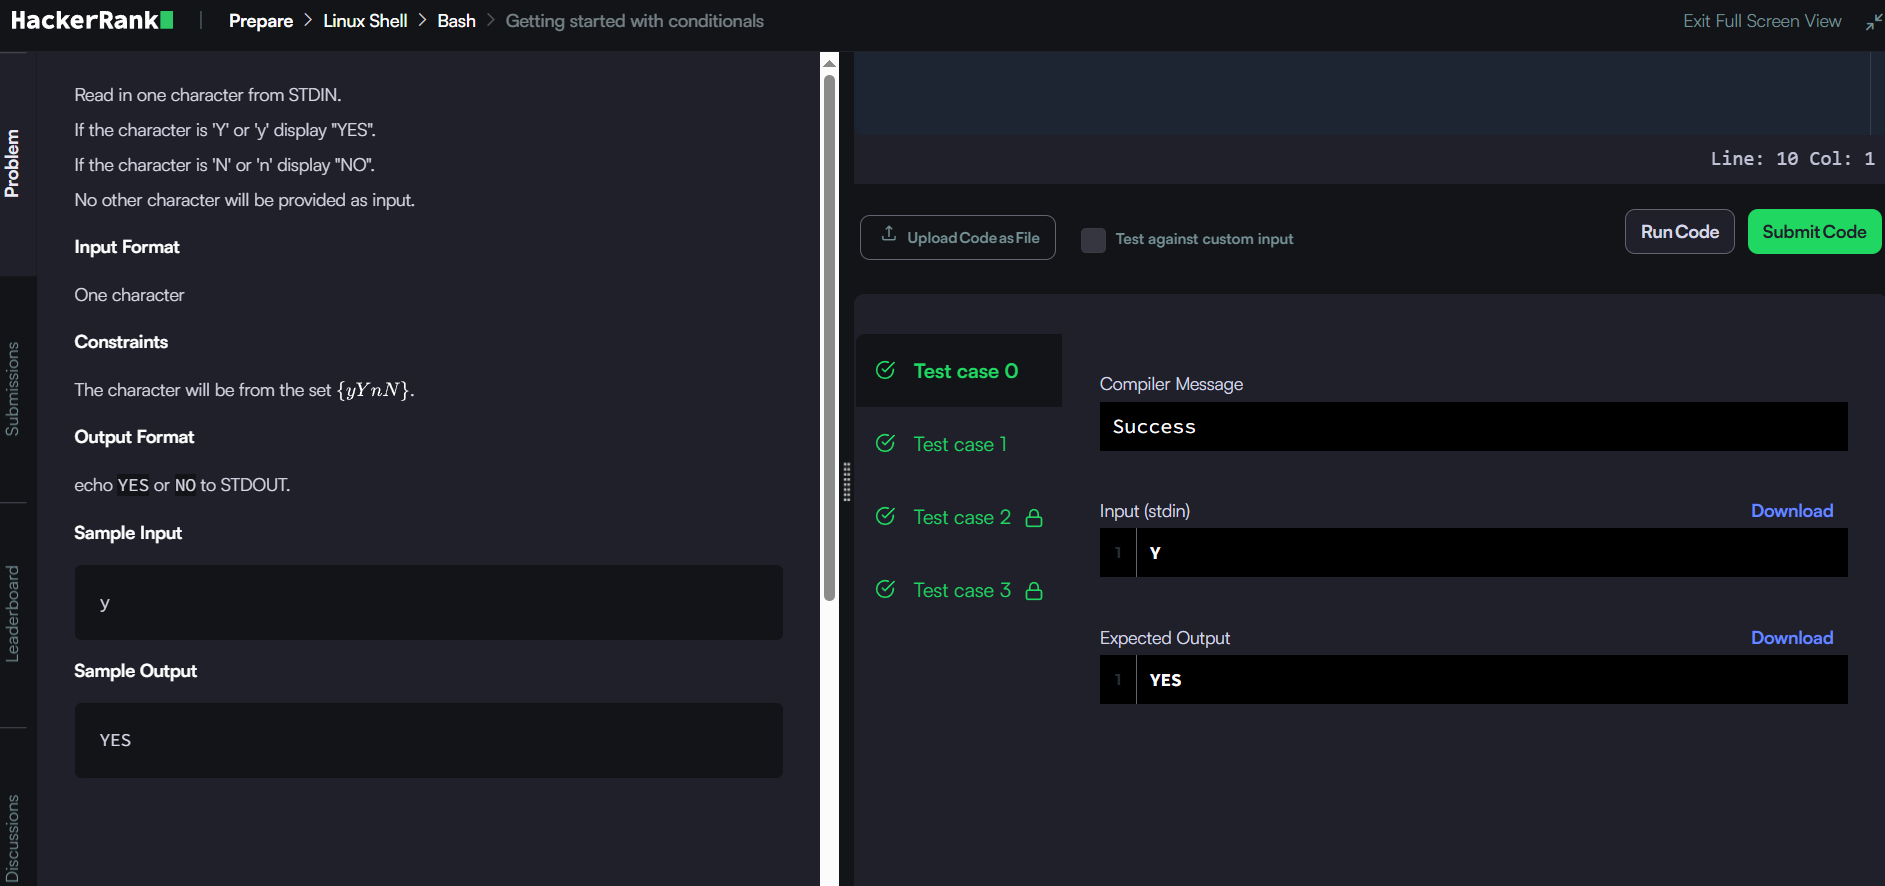 HackerRank
Prepare > Linux Shell > Bash > Getting started with conditionals
Exit Full Screen View
Problem
Submissions
Leaderboard
Discussions
Read in one character from STDIN.
If the character is 'Y' or 'y' display "YES".
If the character is 'N' or 'n' display "NO".
No other character will be provided as input.
Input Format
One character
Constraints
The character will be from the set {yYnN}.
Output Format
echo YES or NO to STDOUT.
Sample Input
y
Sample Output
YES
Line: 10 Col: 1
Upload Code as File
Test against custom input
Run Code
Submit Code
Test case 0
Test case 1
Test case 2
Test case 3
Compiler Message
Success
Input (stdin)
Download
1 Y
Expected Output
Download
1 YES